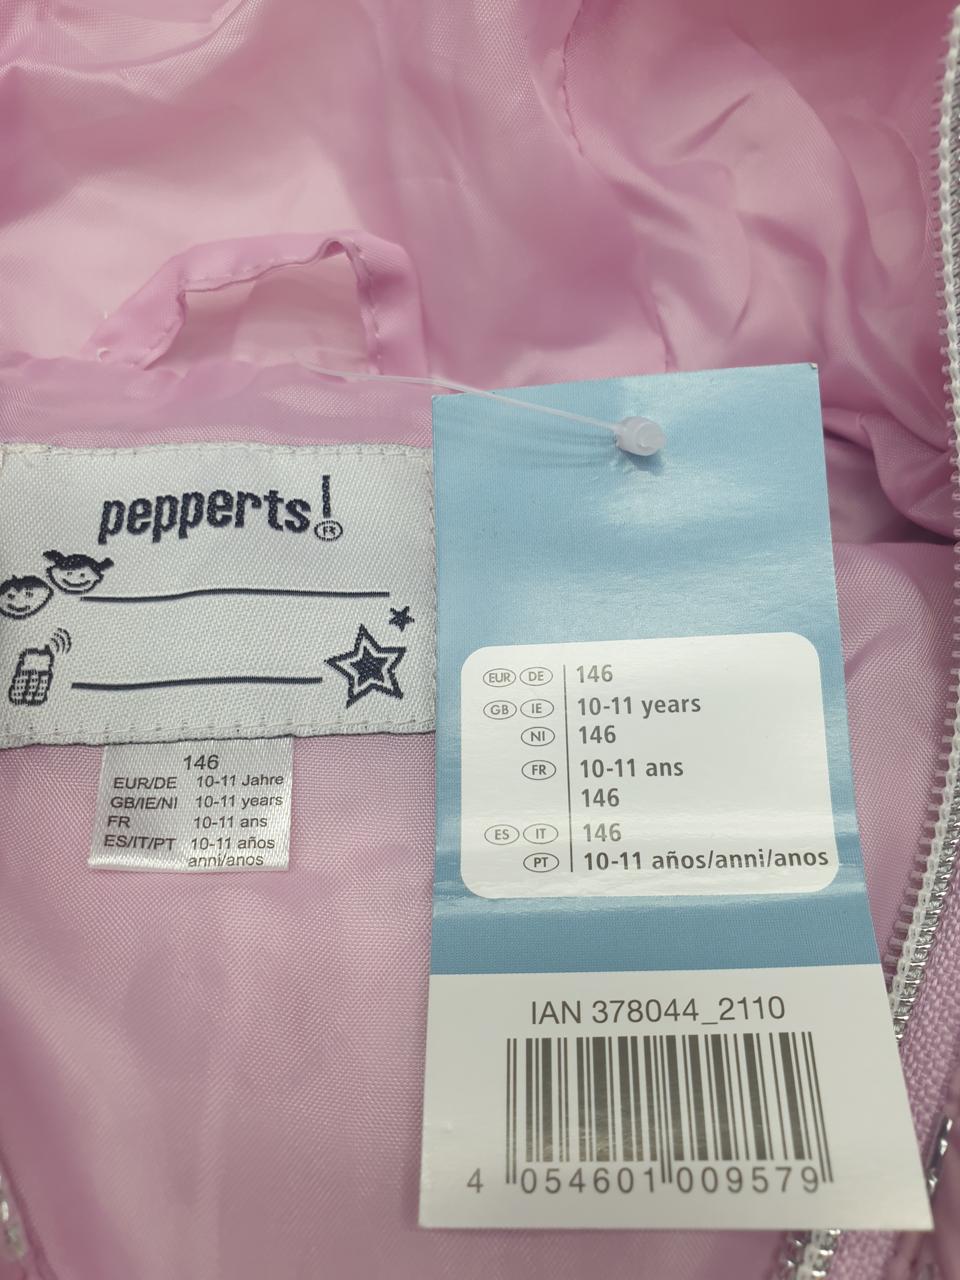 pepperts!
®
146
EUR/DE 10-11 Jahre
GB/IE/NI 10-11 years
FR 10-11 ans
ES/IT/PT 10-11 años
anni/anos
EUR DE 146
GB IE 10-11 years
NI 146
FR 10-11 ans
146
ES IT 146
PT 10-11 años/anni/anos
IAN 378044_2110
4 054601 009579